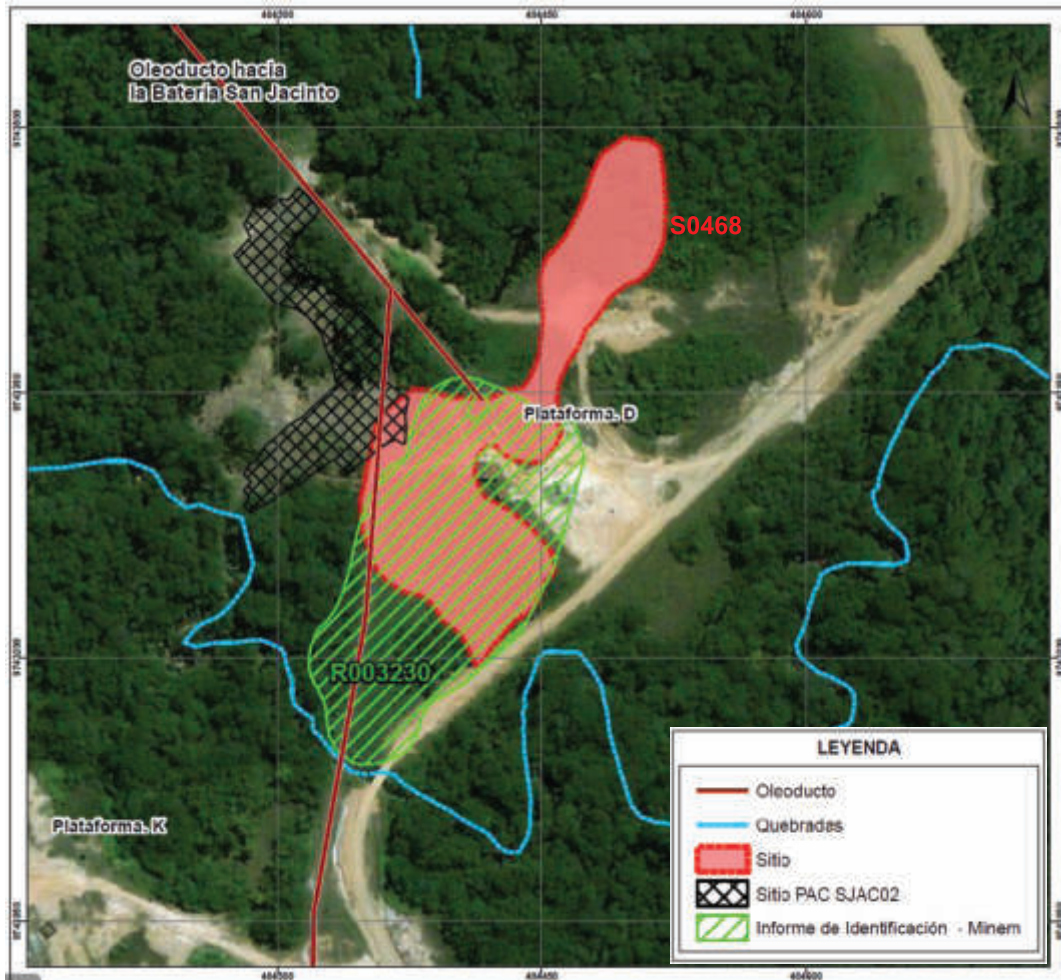 Oleoducto hacia
la Batería San Jacinto
S0468
Plataforma. D
R003230
Plataforma. K
LEYENDA
Oleoducto
Quebradas
Sitio
Sitio PAC SJAC02
Informe de Identificación - Minem